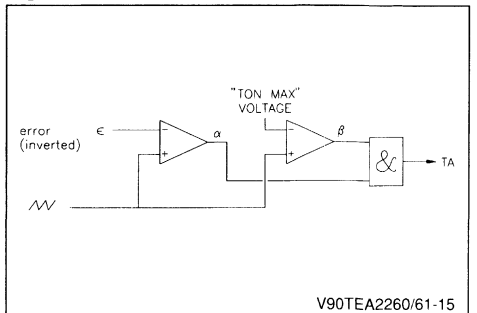 "TON MAX"
VOLTAGE
error
(inverted)
ϵ
−
+
α
−
+
β
&
TA
V90TEA2260/61-15